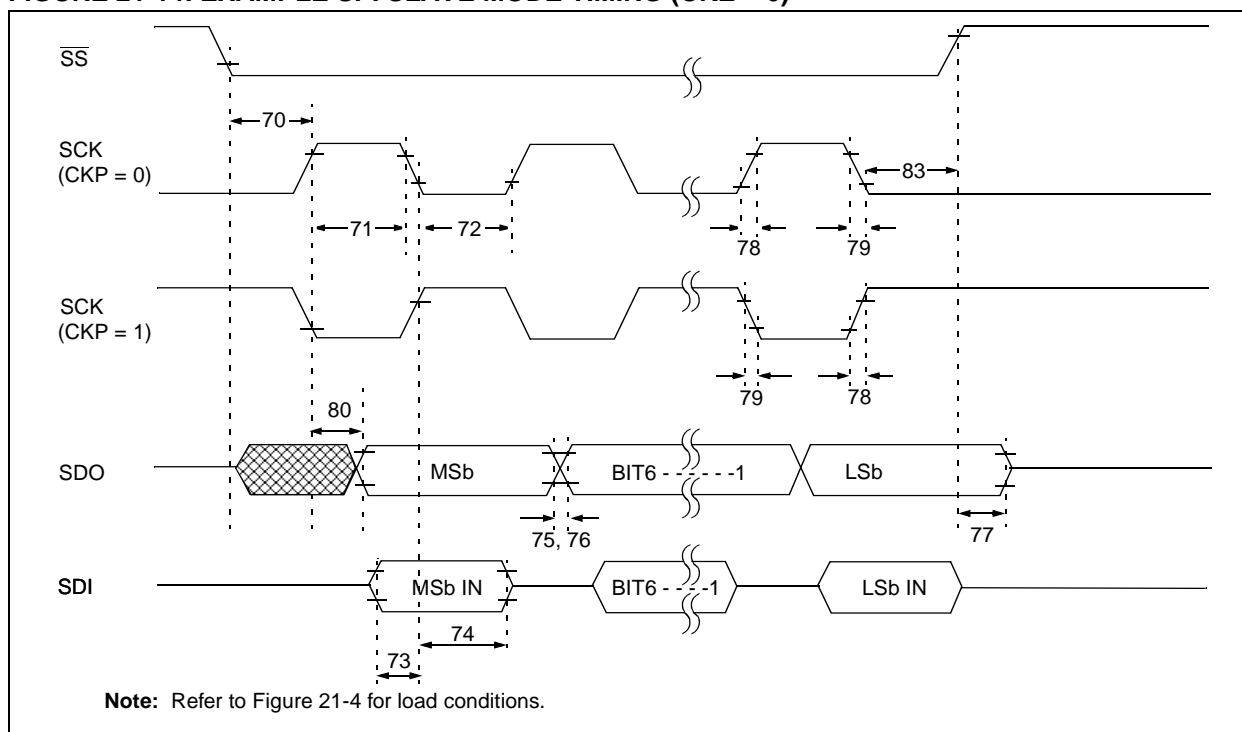 FIGURE EXAMPLE SPI SLAVE MODE TIMING (CKE = 0)
SS
70
SCK
(CKP = 0)
83
71
72
78
79
SCK
(CKP = 1)
79
78
80
SDO
MSb
BIT6 - - - - - -1
LSb
75, 76
77
SDI
MSb IN
BIT6 - - - -1
LSb IN
74
73
Note: Refer to Figure 21-4 for load conditions.